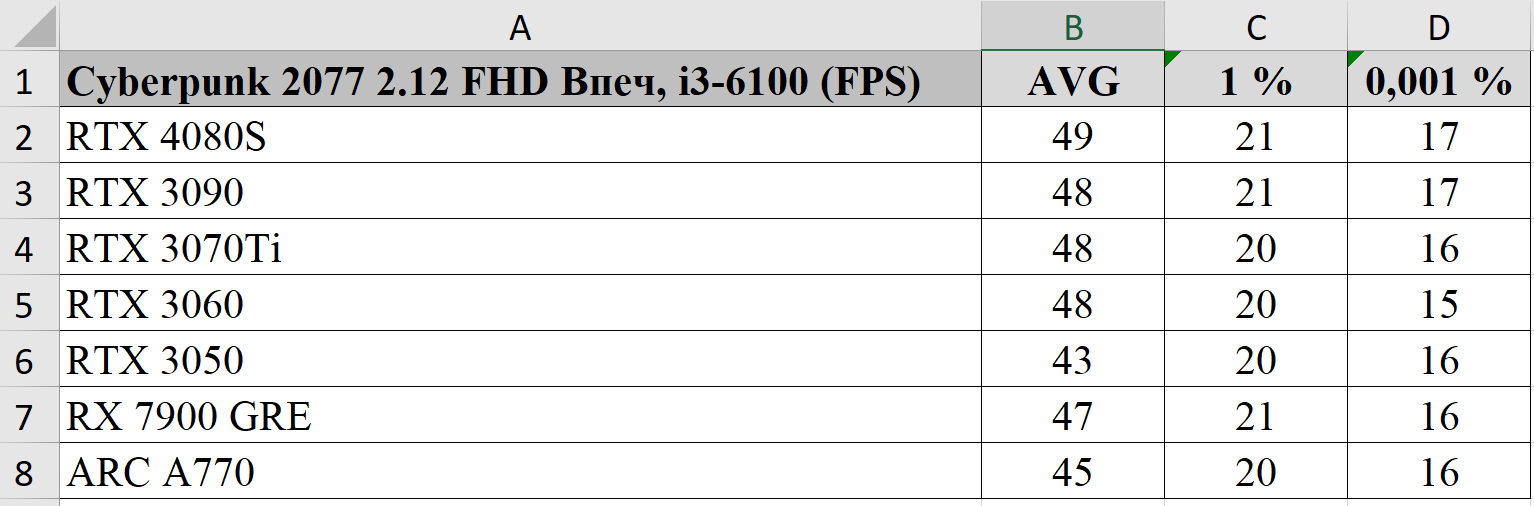 A B C D
1 Cyberpunk 2077 2.12 FHD Впеч, i3-6100 (FPS) AVG 1 % 0,001 %
2 RTX 4080S 49 21 17
3 RTX 3090 48 21 17
4 RTX 3070Ti 48 20 16
5 RTX 3060 48 20 15
6 RTX 3050 43 20 16
7 RX 7900 GRE 47 21 16
8 ARC A770 45 20 16